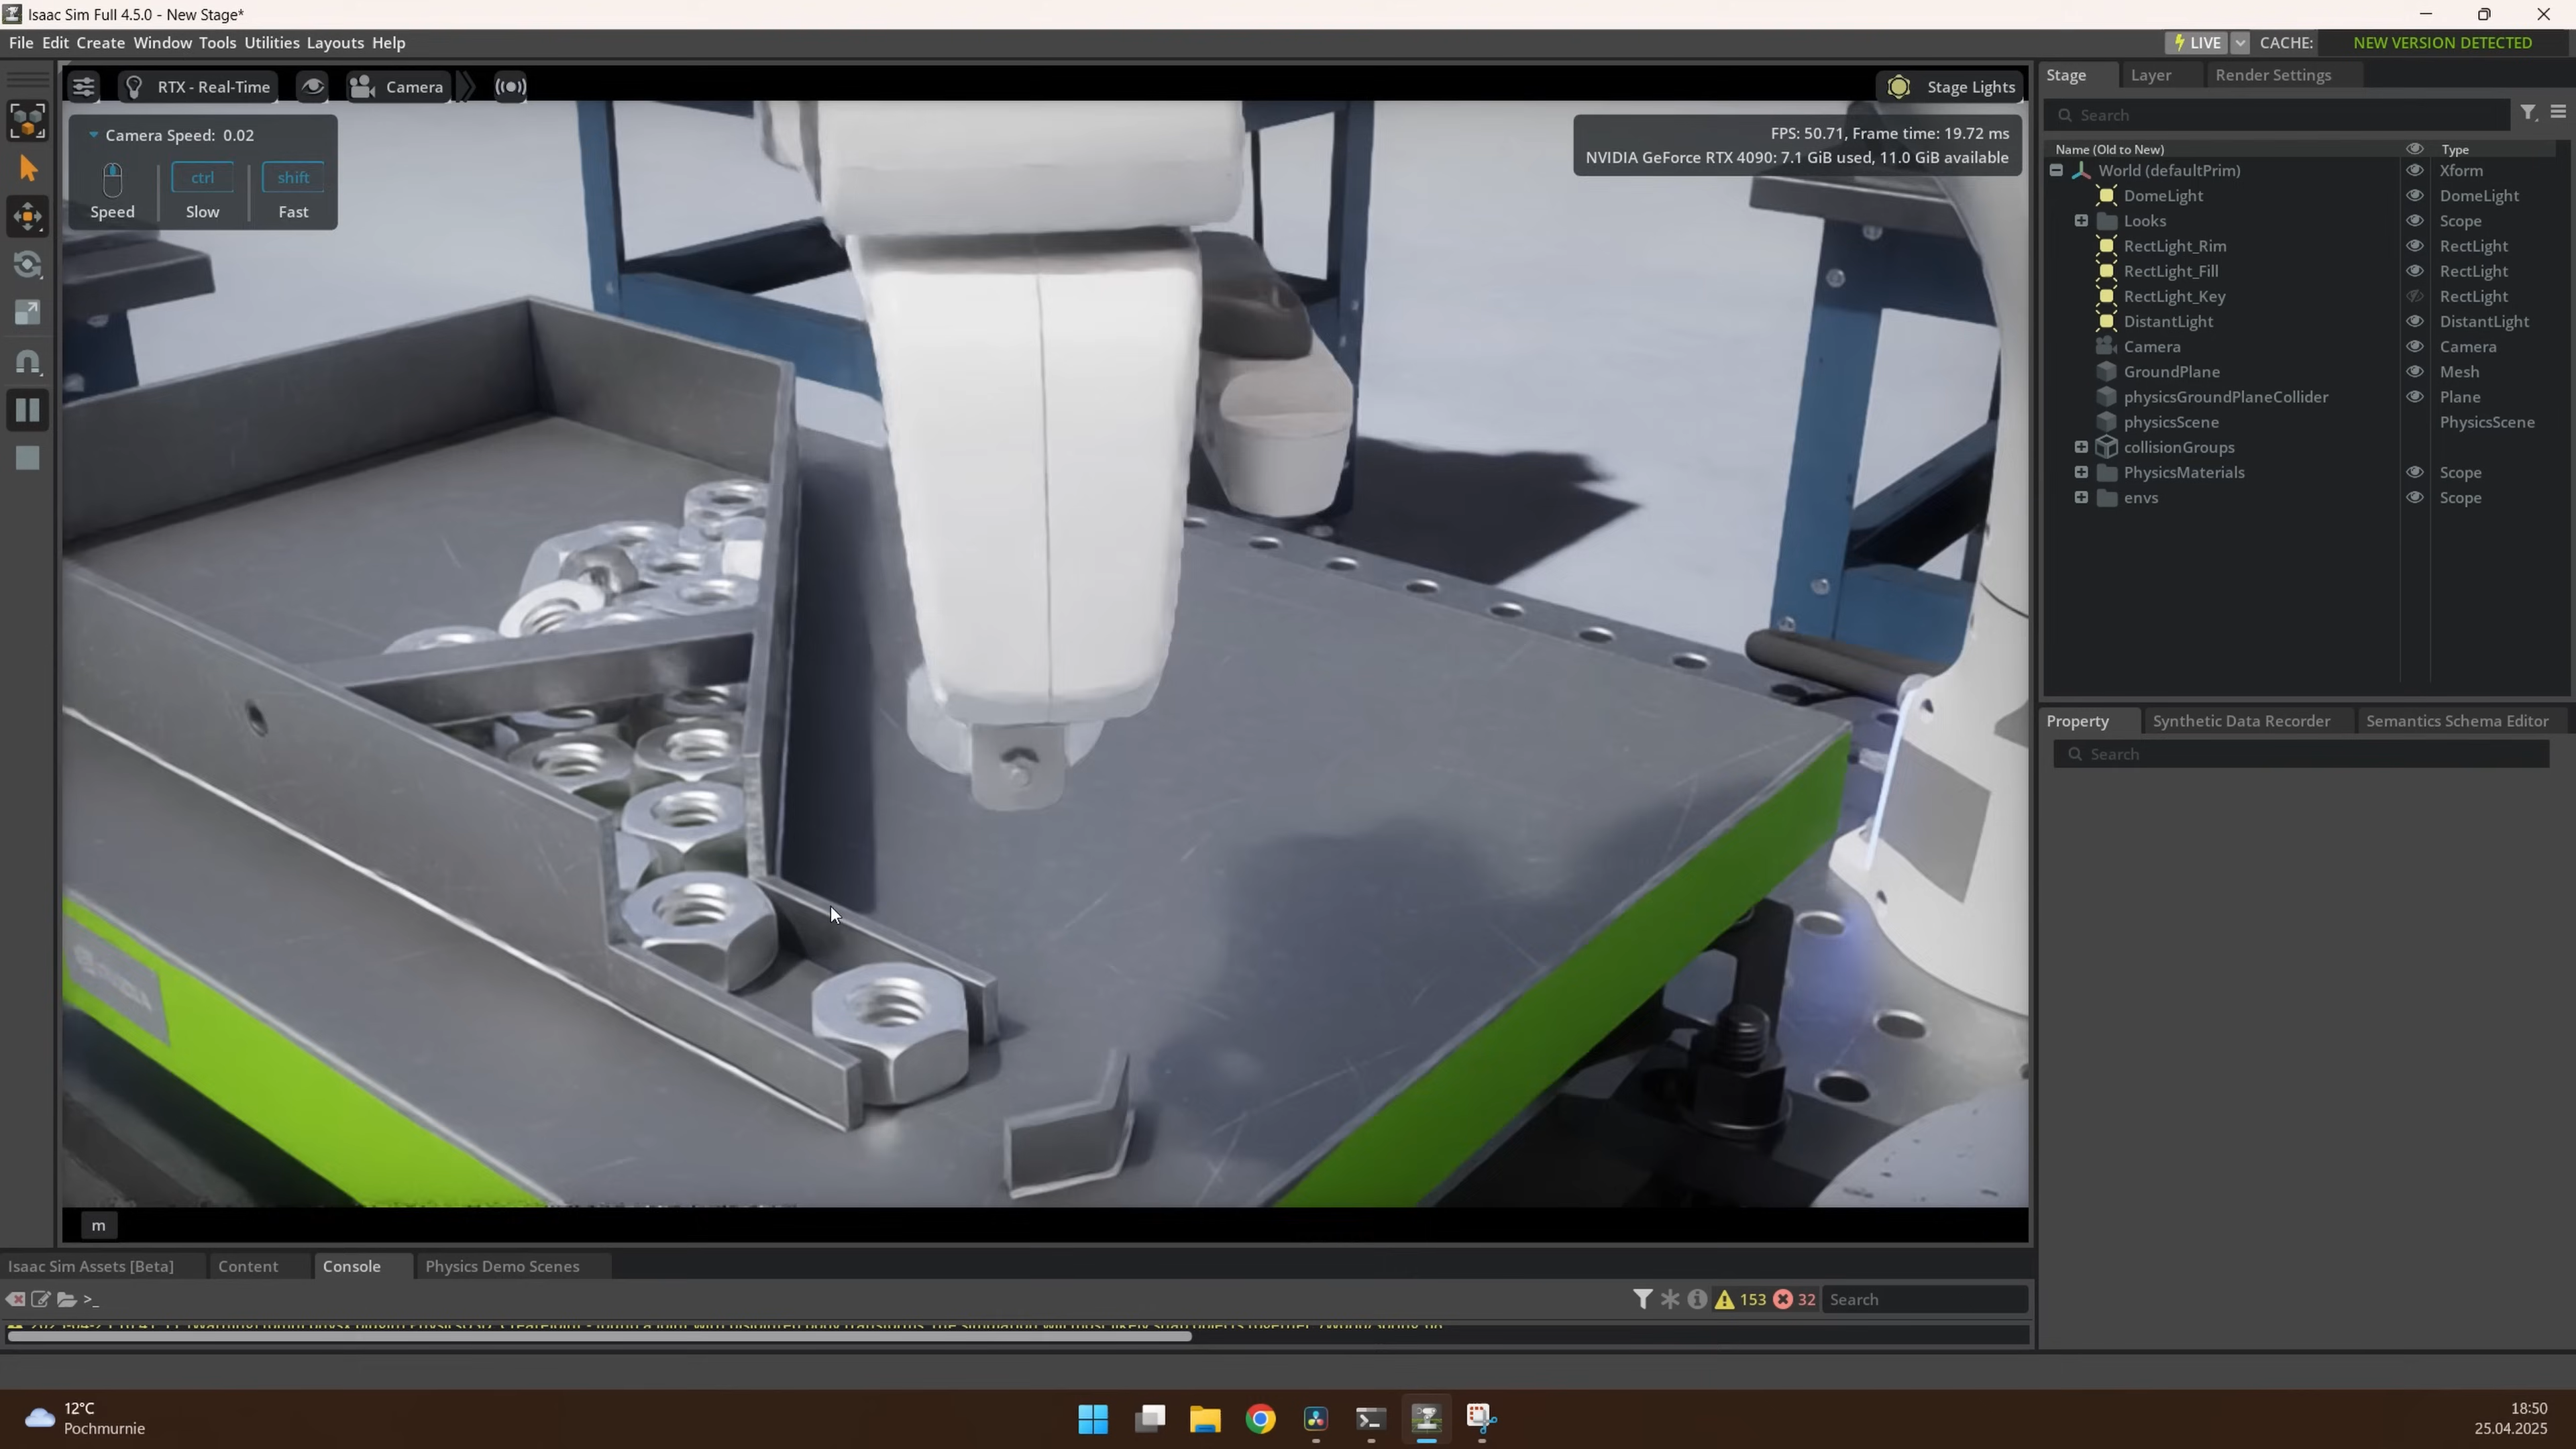 Isaac Sim Full 4.5.0 - New Stage*
File Edit Create Window Tools Utilities Layouts Help
LIVE CACHE: NEW VERSION DETECTED
RTX - Real-Time
Camera
Stage Lights
Camera Speed: 0.02
ctrl shift
Speed Slow Fast
FPS: 50.71, Frame time: 19.72 ms
NVIDIA GeForce RTX 4090: 7.1 GiB used, 11.0 GiB available
Stage Layer Render Settings
Search
Name (Old to New) Type
World (defaultPrim) Xform
DomeLight DomeLight
Looks Scope
RectLight_Rim RectLight
RectLight_Fill RectLight
RectLight_Key RectLight
DistantLight DistantLight
Camera Camera
GroundPlane Mesh
physicsGroundPlaneCollider Plane
physicsScene PhysicsScene
collisionGroups
PhysicsMaterials Scope
envs Scope
Property Synthetic Data Recorder Semantics Schema Editor
Search
m
Isaac Sim Assets [Beta] Content Console Physics Demo Scenes
>_ 153 32 Search
12°C
Pochmurnie
18:50
25.04.2025